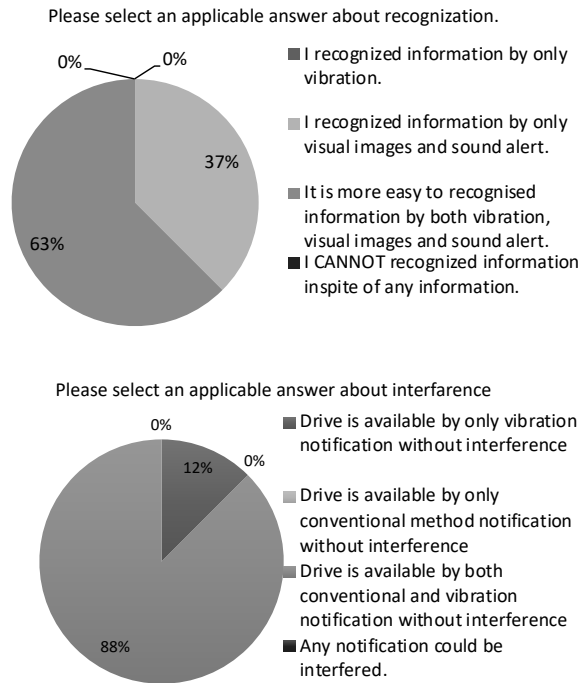 Please select an applicable answer about recognization.
0%
0%
37%
63%
I recognized information by only
vibration.
I recognized information by only
visual images and sound alert.
It is more easy to recognised
information by both vibration,
visual images and sound alert.
I CANNOT recognized information
inspite of any information.
Please select an applicable answer about interfarence
0%
12%
0%
88%
Drive is available by only vibration
notification without interference
Drive is available by only
conventional method notification
without interference
Drive is available by both
conventional and vibration
notification without interference
Any notification could be
interfered.